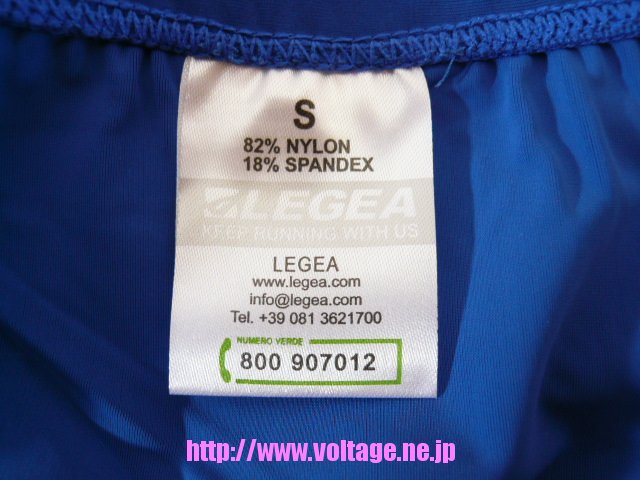 S
82% NYLON
18% SPANDEX
LEGEA
KEEP RUNNING WITH US
LEGEA
www.legea.com
info@legea.com
Tel. +39 081 3621700
NUMERO VERDE
800 907012
http://www.voltage.ne.jp